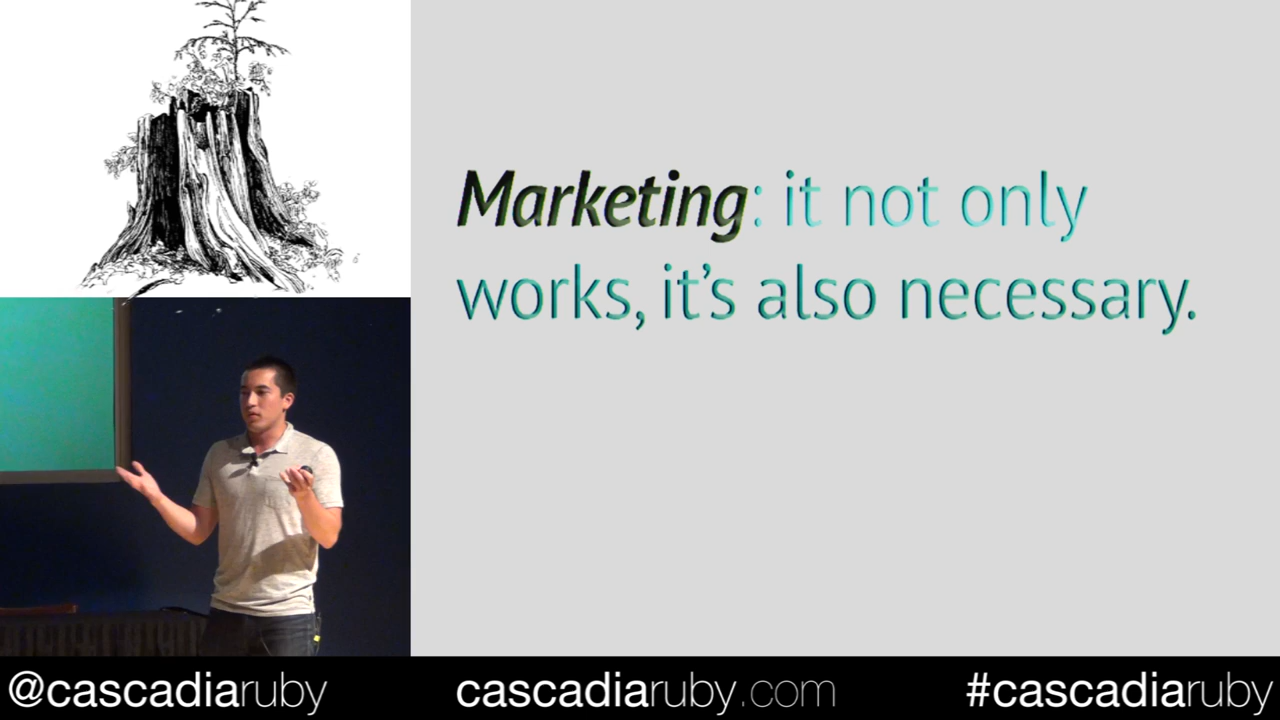 Marketing: it not only
works, it’s also necessary.
@cascadiaruby
cascadiaruby.com
#cascadiaruby